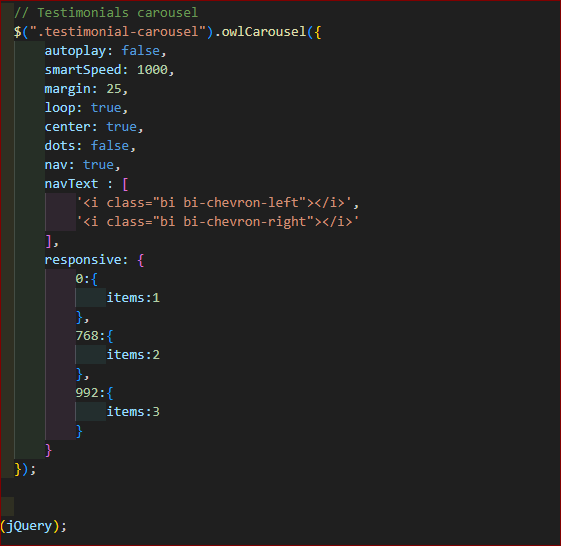 // Testimonials carousel
$(".testimonial-carousel").owlCarousel({
autoplay: false,
smartSpeed: 1000,
margin: 25,
loop: true,
center: true,
dots: false,
nav: true,
navText : [
'<i class="bi bi-chevron-left"></i>',
'<i class="bi bi-chevron-right"></i>'
],
responsive: {
0:{
items:1
},
768:{
items:2
},
992:{
items:3
}
}
});
(jQuery);